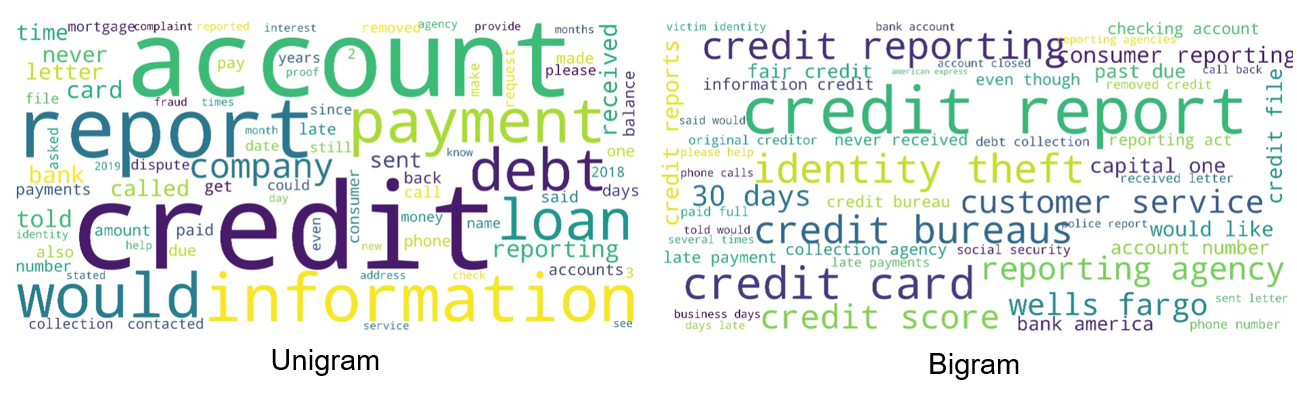 time mortgage complaint reported interest removed agency provide months
never account received
letter pay years 2 proof make request made please
card
file fraud times since balance
report payment
asked month late
date still one
2019 dispute company sent know debt 2018
bank back
payments called get could call said days
day
told credit consumer money name loan
identity amount paid even
also help due new phone reporting
number
stated address check accounts 3
would information
collection contacted service see
Unigram
victim identity bank account checking account
credit reports credit reporting reporting agencies consumer reporting
fair credit account closed past due call back
american express even though
information credit removed credit credit file
said would credit report
original creditor never received debt collection reporting act
please help
phone calls identity theft capital one
received letter
30 days credit bureau customer service
paid full
told would credit bureaus police report would like
several times
late payment collection agency social security account number
late payments
credit card reporting agency
wells fargo sent letter
business days credit score
days late bank america phone number
Bigram